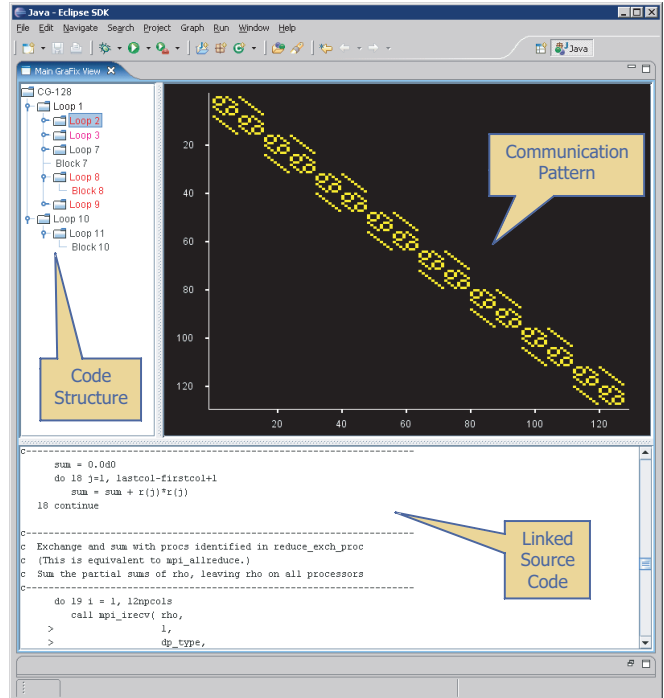 Java - Eclipse SDK
File Edit Navigate Search Project Graph Run Window Help
Java
Main GraFix View
CG-128
Loop 1
Loop 2
Loop 3
Loop 7
Block 7
Loop 8
Block 8
Loop 9
Loop 10
Loop 11
Block 10
Code
Structure
20
40
60
80
100
120
20 40 60 80 100 120
Communication
Pattern
c----------------------------------------------------------------------
sum = 0.0d0
do 18 j=1, lastcol-firstcol+1
sum = sum + r(j)*r(j)
18 continue
c----------------------------------------------------------------------
c Exchange and sum with procs identified in reduce_exch_proc
c (This is equivalent to mpi_allreduce.)
c Sum the partial sums of rho, leaving rho on all processors
c----------------------------------------------------------------------
do 19 i = 1, l2npcols
call mpi_irecv( rho,
> 1,
> dp_type,
Linked
Source
Code